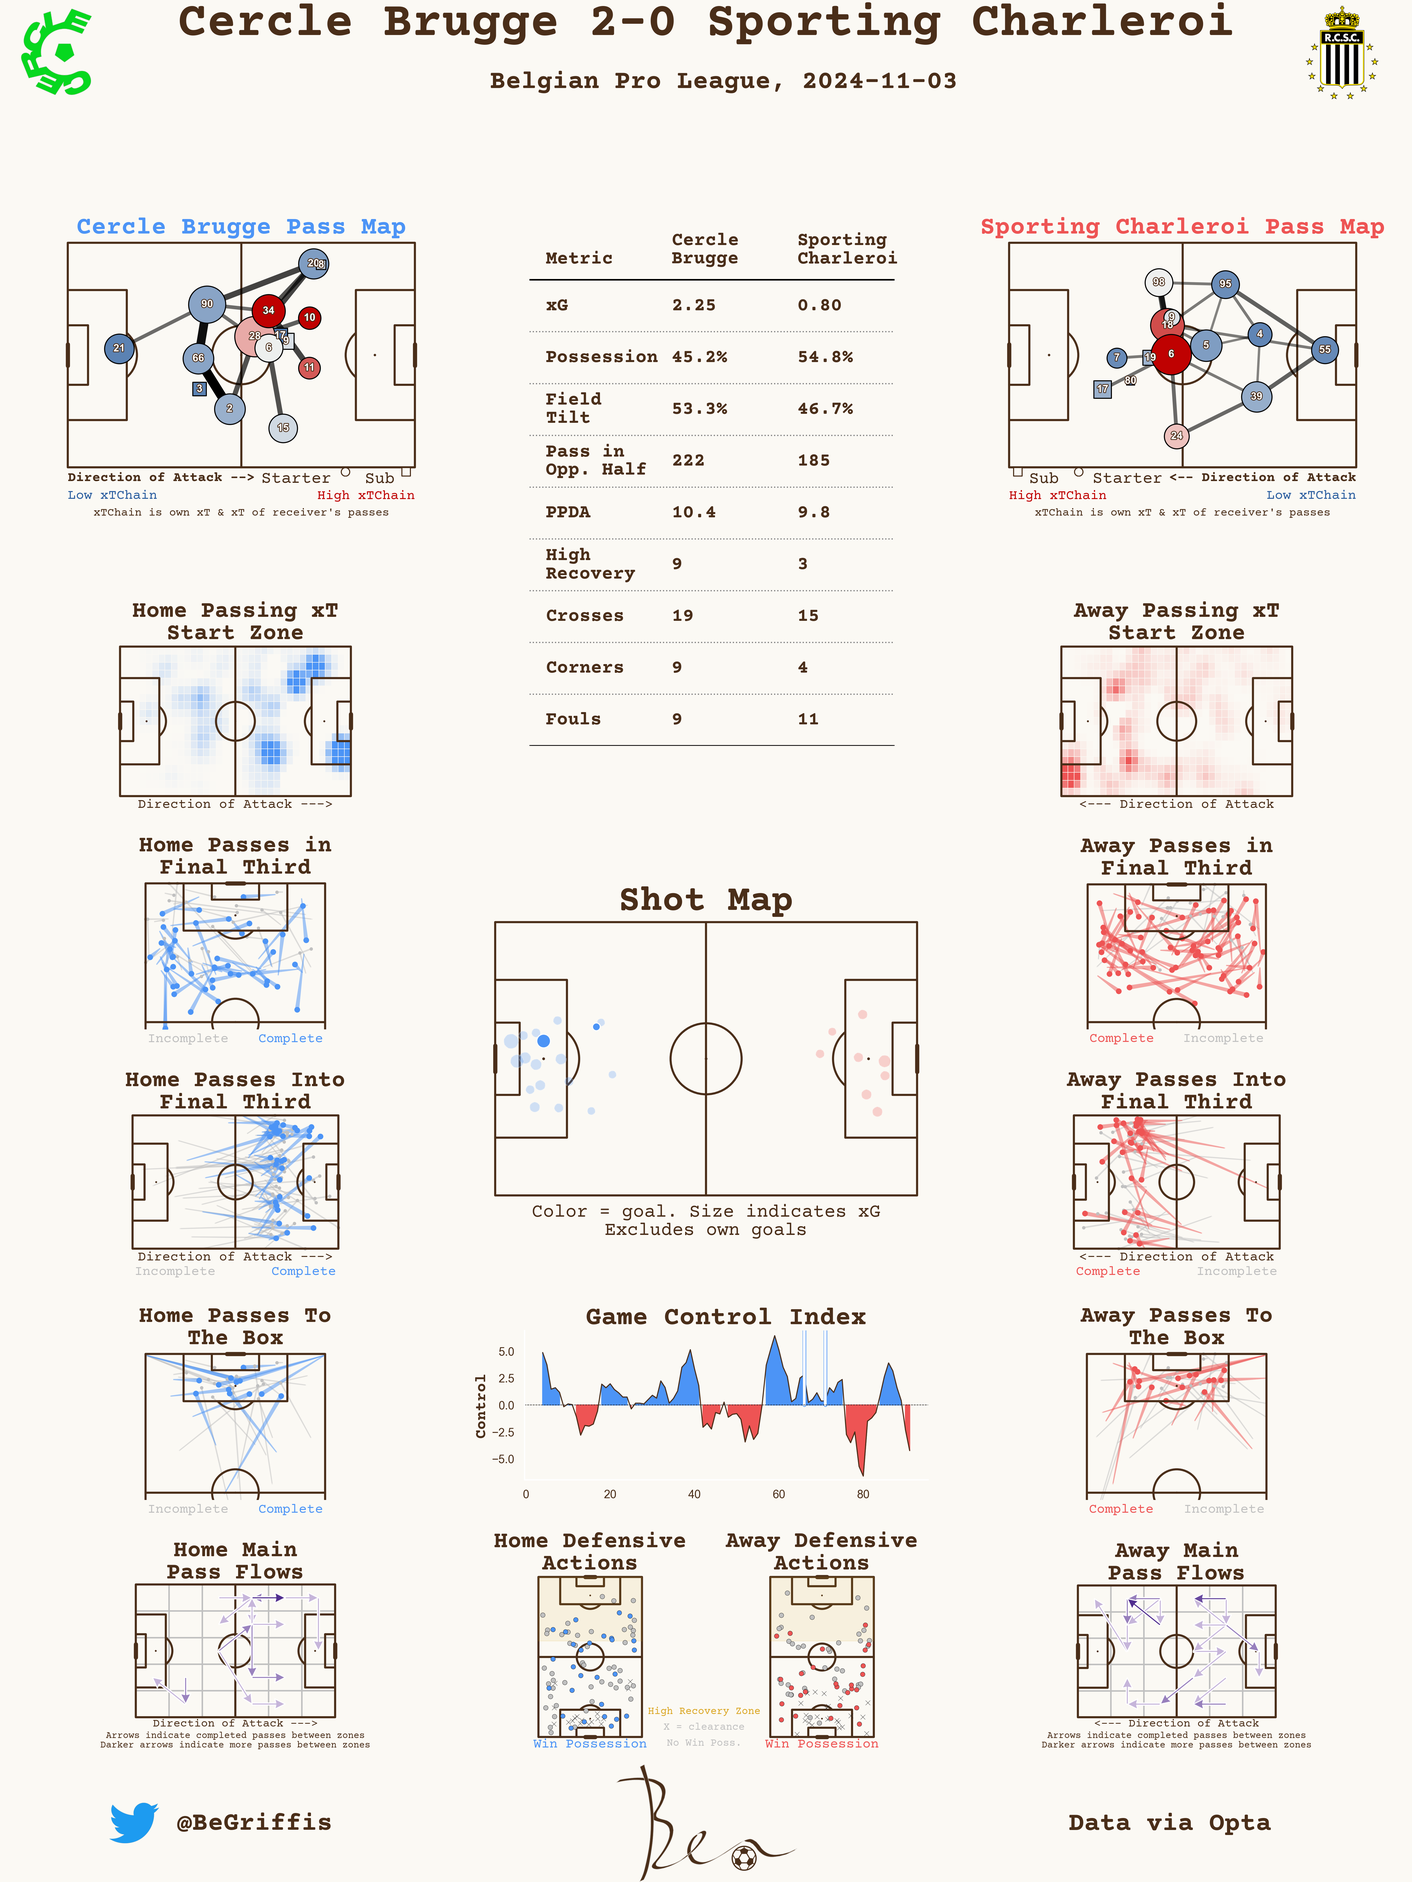 Cercle Brugge 2-0 Sporting Charleroi
Belgian Pro League, 2024-11-03
CERCLE
R.C.S.C.
Cercle Brugge Pass Map
20
8
90
34
10
17
9
28
6
21
66
11
3
2
15
Direction of Attack --> Starter Sub
Low xTChain High xTChain
xTChain is own xT & xT of receiver's passes
Metric Cercle Brugge Sporting Charleroi
xG 2.25 0.80
Possession 45.2% 54.8%
Field Tilt 53.3% 46.7%
Pass in Opp. Half 222 185
PPDA 10.4 9.8
High Recovery 9 3
Crosses 19 15
Corners 9 4
Fouls 9 11
Sporting Charleroi Pass Map
98
95
18
4
5
55
7
19
6
17
80
39
24
Sub Starter <-- Direction of Attack
High xTChain Low xTChain
xTChain is own xT & xT of receiver's passes
Home Passing xT
Start Zone
Direction of Attack --->
Away Passing xT
Start Zone
<--- Direction of Attack
Home Passes in
Final Third
Incomplete Complete
Away Passes in
Final Third
Complete Incomplete
Shot Map
Color = goal. Size indicates xG
Excludes own goals
Home Passes Into
Final Third
Direction of Attack --->
Incomplete Complete
Away Passes Into
Final Third
<--- Direction of Attack
Complete Incomplete
Home Passes To
The Box
Incomplete Complete
Game Control Index
Control
5.0
2.5
0.0
−2.5
−5.0
0 20 40 60 80
Away Passes To
The Box
Complete Incomplete
Home Main
Pass Flows
Direction of Attack --->
Arrows indicate completed passes between zones
Darker arrows indicate more passes between zones
Home Defensive
Actions
Win Possession
High Recovery Zone
X = clearance
No Win Poss.
Away Defensive
Actions
Win Possession
Away Main
Pass Flows
<--- Direction of Attack
Arrows indicate completed passes between zones
Darker arrows indicate more passes between zones
@BeGriffis
Ben
Data via Opta